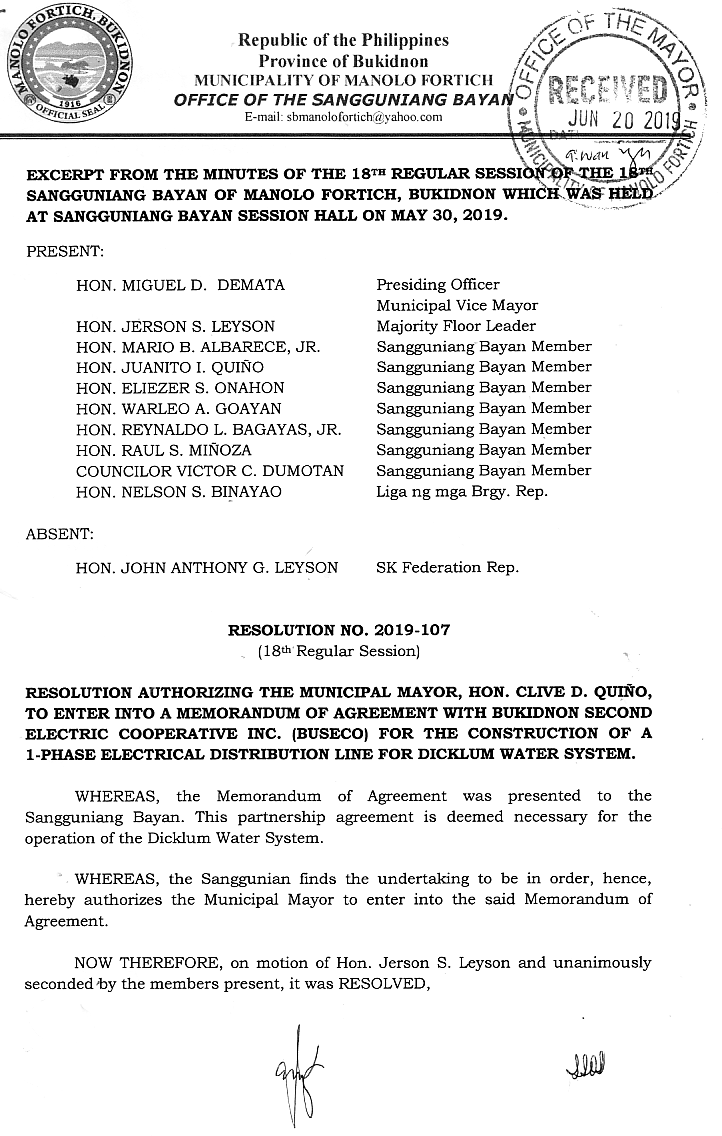 MANOLO FORTICH, BUKIDNON
1916
OFFICIAL SEAL
Republic of the Philippines
Province of Bukidnon
MUNICIPALITY OF MANOLO FORTICH
OFFICE OF THE SANGGUNIANG BAYAN
E-mail: sbmanolofortich@yahoo.com
OFFICE OF THE MAYOR
RECEIVED
JUN 20 2019
MUNICIPALITY OF MANOLO FORTICH
EXCERPT FROM THE MINUTES OF THE 18TH REGULAR SESSION OF THE 18TH
SANGGUNIANG BAYAN OF MANOLO FORTICH, BUKIDNON WHICH WAS HELD
AT SANGGUNIANG BAYAN SESSION HALL ON MAY 30, 2019.
PRESENT:
HON. MIGUEL D. DEMATA Presiding Officer
Municipal Vice Mayor
HON. JERSON S. LEYSON Majority Floor Leader
HON. MARIO B. ALBARECE, JR. Sangguniang Bayan Member
HON. JUANITO I. QUIÑO Sangguniang Bayan Member
HON. ELIEZER S. ONAHON Sangguniang Bayan Member
HON. WARLEO A. GOAYAN Sangguniang Bayan Member
HON. REYNALDO L. BAGAYAS, JR. Sangguniang Bayan Member
HON. RAUL S. MIÑOZA Sangguniang Bayan Member
COUNCILOR VICTOR C. DUMOTAN Sangguniang Bayan Member
HON. NELSON S. BINAYAO Liga ng mga Brgy. Rep.
ABSENT:
HON. JOHN ANTHONY G. LEYSON SK Federation Rep.
RESOLUTION NO. 2019-107
(18th Regular Session)
RESOLUTION AUTHORIZING THE MUNICIPAL MAYOR, HON. CLIVE D. QUIÑO,
TO ENTER INTO A MEMORANDUM OF AGREEMENT WITH BUKIDNON SECOND
ELECTRIC COOPERATIVE INC. (BUSECO) FOR THE CONSTRUCTION OF A
1-PHASE ELECTRICAL DISTRIBUTION LINE FOR DICKLUM WATER SYSTEM.
WHEREAS, the Memorandum of Agreement was presented to the
Sangguniang Bayan. This partnership agreement is deemed necessary for the
operation of the Dicklum Water System.
WHEREAS, the Sanggunian finds the undertaking to be in order, hence,
hereby authorizes the Municipal Mayor to enter into the said Memorandum of
Agreement.
NOW THEREFORE, on motion of Hon. Jerson S. Leyson and unanimously
seconded by the members present, it was RESOLVED,